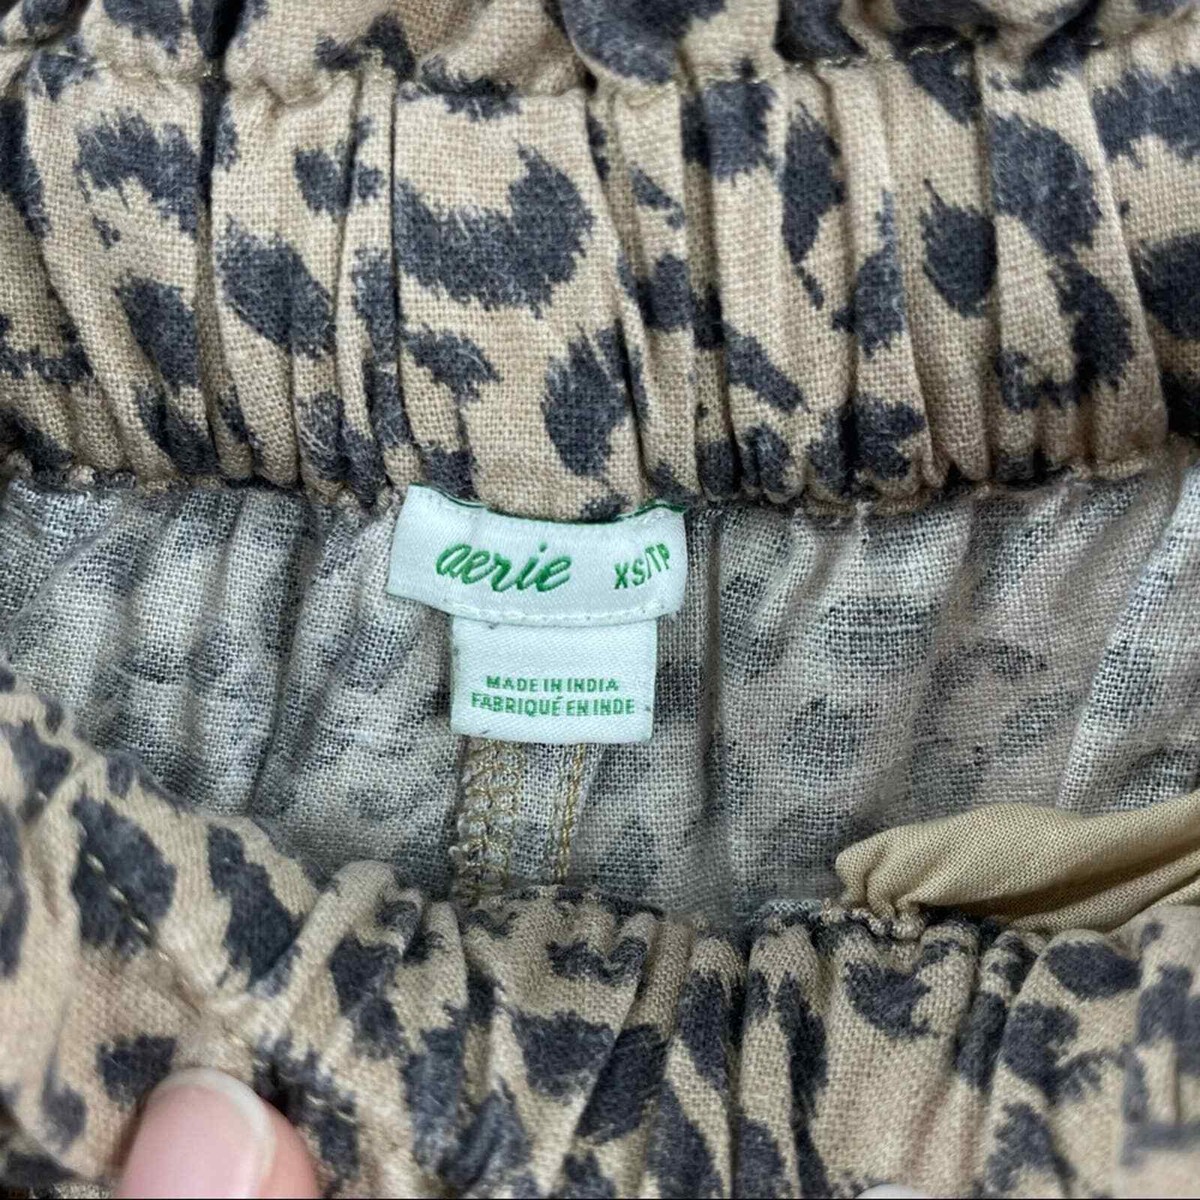 aerie XS/TP
MADE IN INDIA
FABRIQUÉ EN INDE